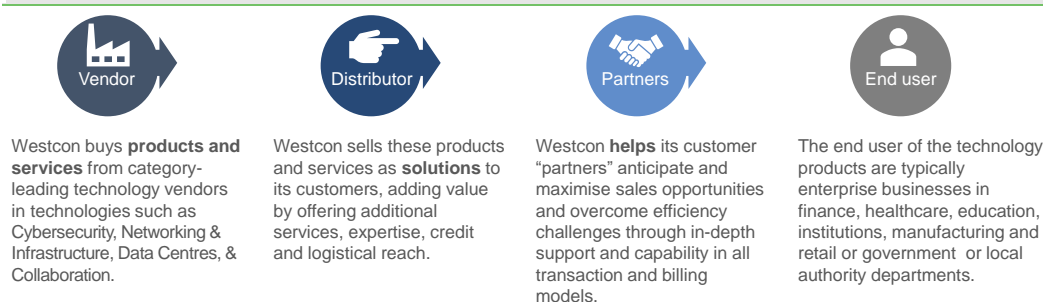 Vendor
Distributor
Partners
End user
Westcon buys products and
services from category-
leading technology vendors
in technologies such as
Cybersecurity, Networking &
Infrastructure, Data Centres, &
Collaboration.
Westcon sells these products
and services as solutions to
its customers, adding value
by offering additional
services, expertise, credit
and logistical reach.
Westcon helps its customer
“partners” anticipate and
maximise sales opportunities
and overcome efficiency
challenges through in-depth
support and capability in all
transaction and billing
models.
The end user of the technology
products are typically
enterprise businesses in
finance, healthcare, education,
institutions, manufacturing and
retail or government or local
authority departments.